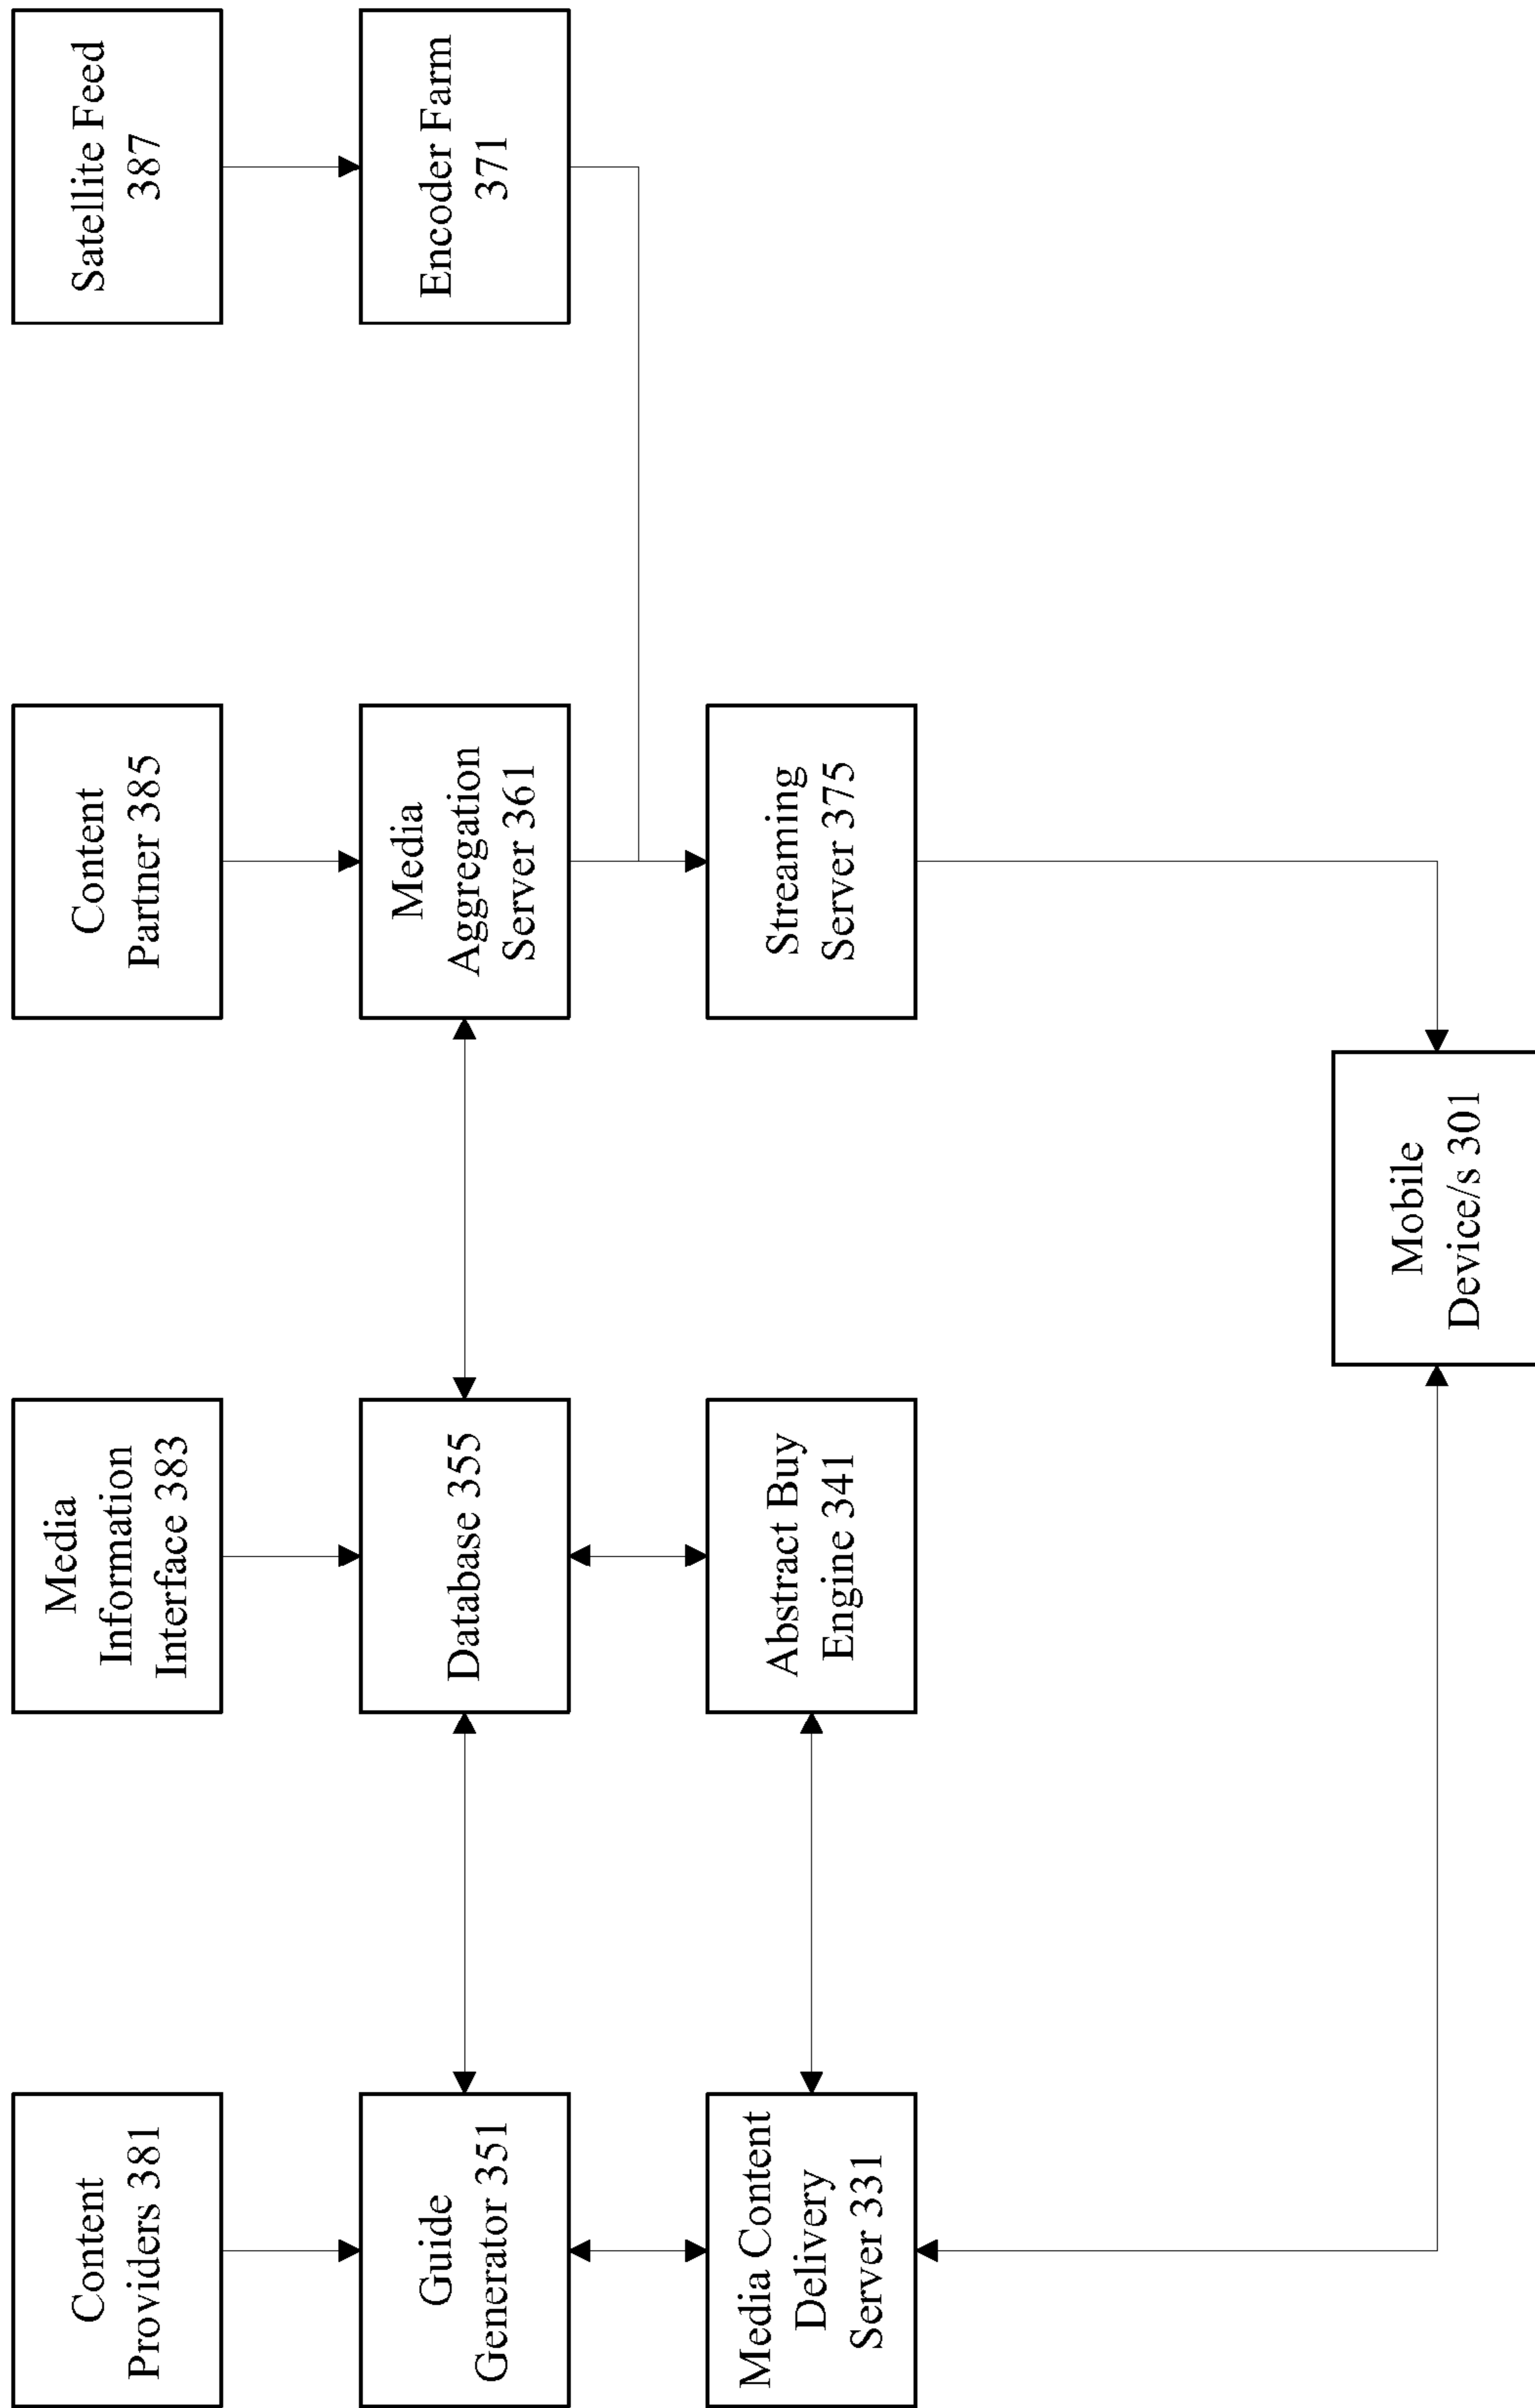 Content
Providers 381
Media
Information
Interface 383
Content
Partner 385
Satellite Feed
387
Guide
Generator 351
Database 355
Media
Aggregation
Server 361
Encoder Farm
371
Media Content
Delivery
Server 331
Abstract Buy
Engine 341
Streaming
Server 375
Mobile
Device/s 301